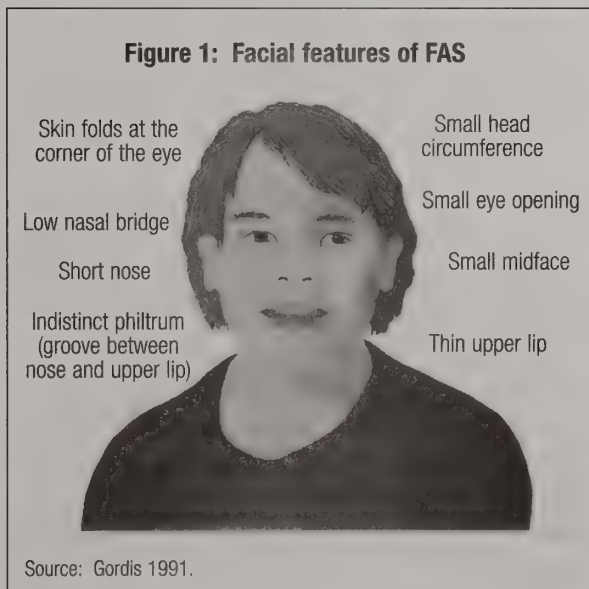 Figure 1: Facial features of FAS
Skin folds at the
corner of the eye
Low nasal bridge
Short nose
Indistinct philtrum
(groove between
nose and upper lip)
Small head
circumference
Small eye opening
Small midface
Thin upper lip
Source: Gordis 1991.